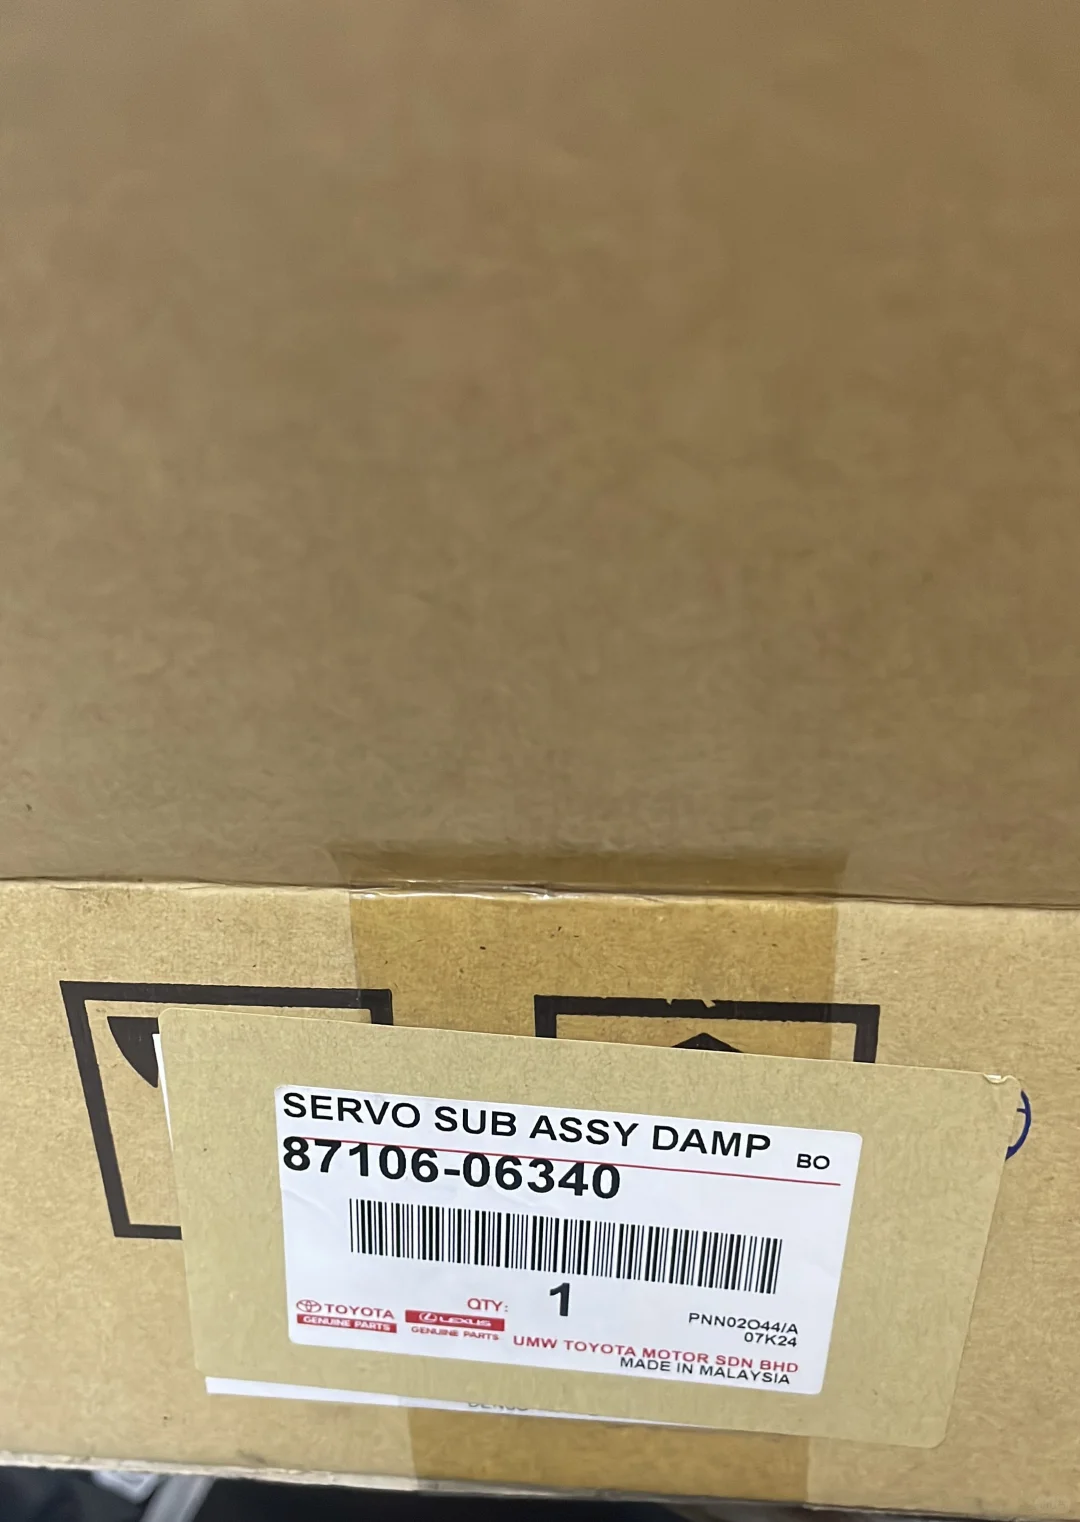 SERVO SUB ASSY DAMP BO
87106-06340
QTY: 1
TOYOTA
GENUINE PARTS
LEXUS
GENUINE PARTS
PNN02O44/A
07K24
UMW TOYOTA MOTOR SDN BHD
MADE IN MALAYSIA